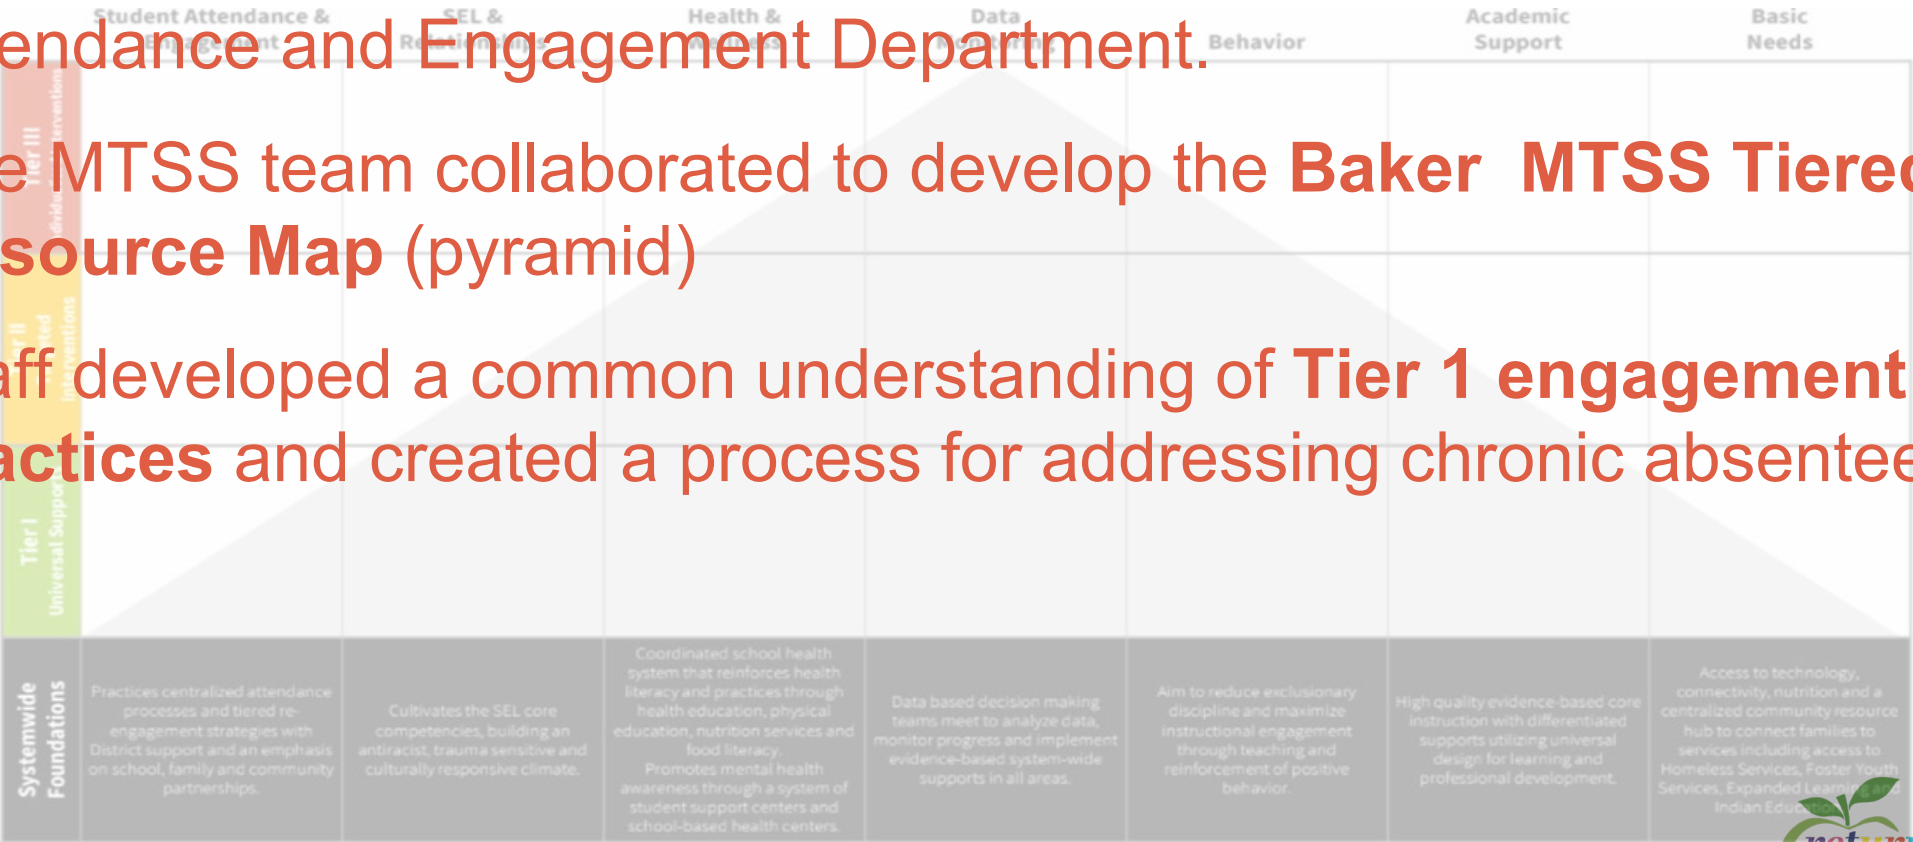 Student Attendance &
Engagement
SEL &
Relationships
Health &
Wellness
Data
Monitoring
Behavior
Academic
Support
Basic
Needs
endance and Engagement Department.
e MTSS team collaborated to develop the Baker MTSS Tiered
source Map (pyramid)
aff developed a common understanding of Tier 1 engagement
actices and created a process for addressing chronic absentee
Tier III
Tier II
Interventions
Tier I
Universal Support
Systemwide
Foundations
Practices centralized attendance
processes and tiered re-
engagement strategies with
District support and an emphasis
on school, family and community
partnerships.
Cultivates the SEL core
competencies, building an
antiracist, trauma sensitive and
culturally responsive climate.
Coordinated school health
system that reinforces health
literacy and practices through
health education, physical
education, nutrition services and
food literacy.
Promotes mental health
awareness through a system of
student support centers and
school-based health centers.
Data based decision making
teams meet to analyze data,
monitor progress and implement
evidence-based system-wide
supports in all areas.
Aim to reduce exclusionary
discipline and maximize
instructional engagement
through teaching and
reinforcement of positive
behavior.
High quality evidence-based core
instruction with differentiated
supports utilizing universal
design for learning and
professional development.
Access to technology,
connectivity, nutrition and a
centralized community resource
hub to connect families to
services including access to
Homeless Services, Foster Youth
Services, Expanded Learning and
Indian Education